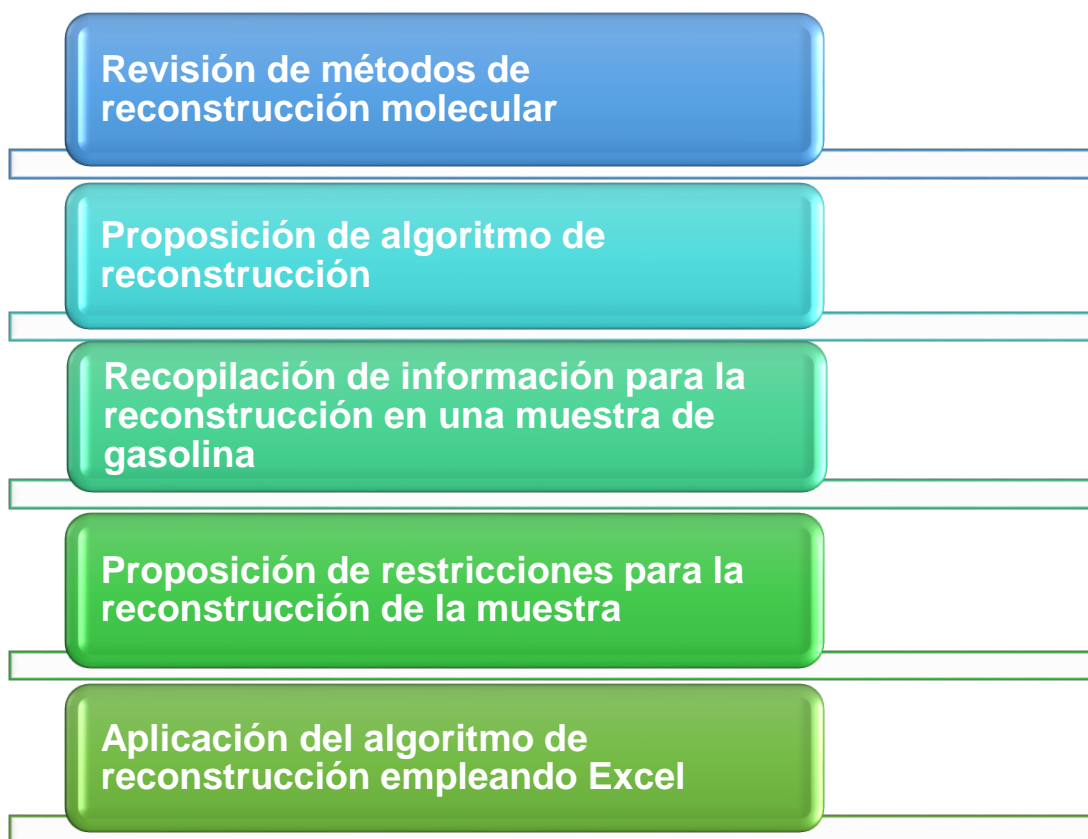 Revisión de métodos de
reconstrucción molecular
Proposición de algoritmo de
reconstrucción
Recopilación de información para la
reconstrucción en una muestra de
gasolina
Proposición de restricciones para la
reconstrucción de la muestra
Aplicación del algoritmo de
reconstrucción empleando Excel